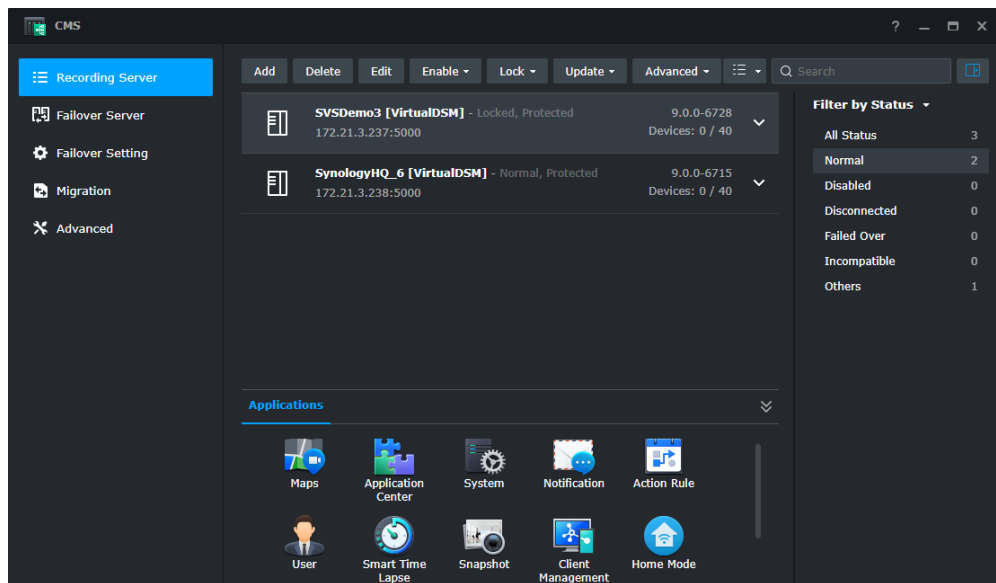 CMS
?
Recording Server
Failover Server
Failover Setting
Migration
Advanced
Add Delete Edit Enable Lock Update Advanced Search
SVSDemo3 [VirtualDSM] - Locked, Protected 9.0.0-6728
172.21.3.237:5000 Devices: 0 / 40
SynologyHQ_6 [VirtualDSM] - Normal, Protected 9.0.0-6715
172.21.3.238:5000 Devices: 0 / 40
Filter by Status
All Status 3
Normal 2
Disabled 0
Disconnected 0
Failed Over 0
Incompatible 0
Others 1
Applications
Maps
Application
Center
System
Notification
Action Rule
User
Smart Time
Lapse
Snapshot
Client
Management
Home Mode